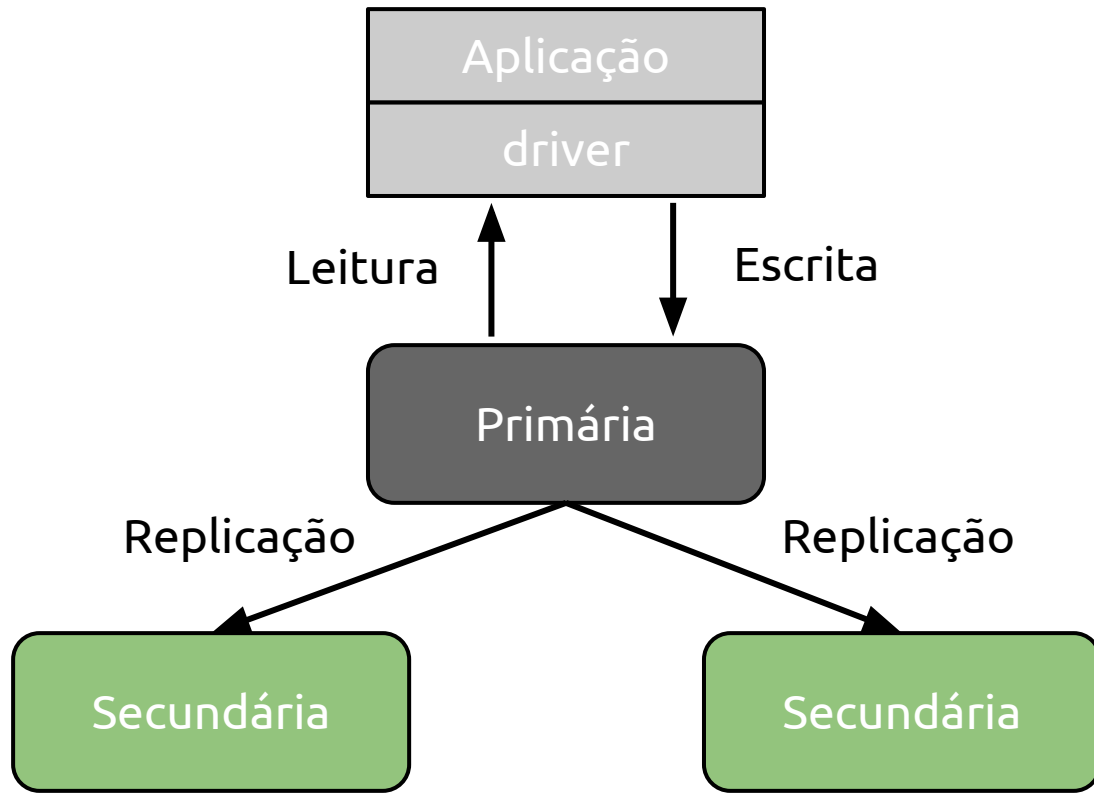 Aplicação
driver
Leitura
Escrita
Primária
Replicação
Replicação
Secundária
Secundária